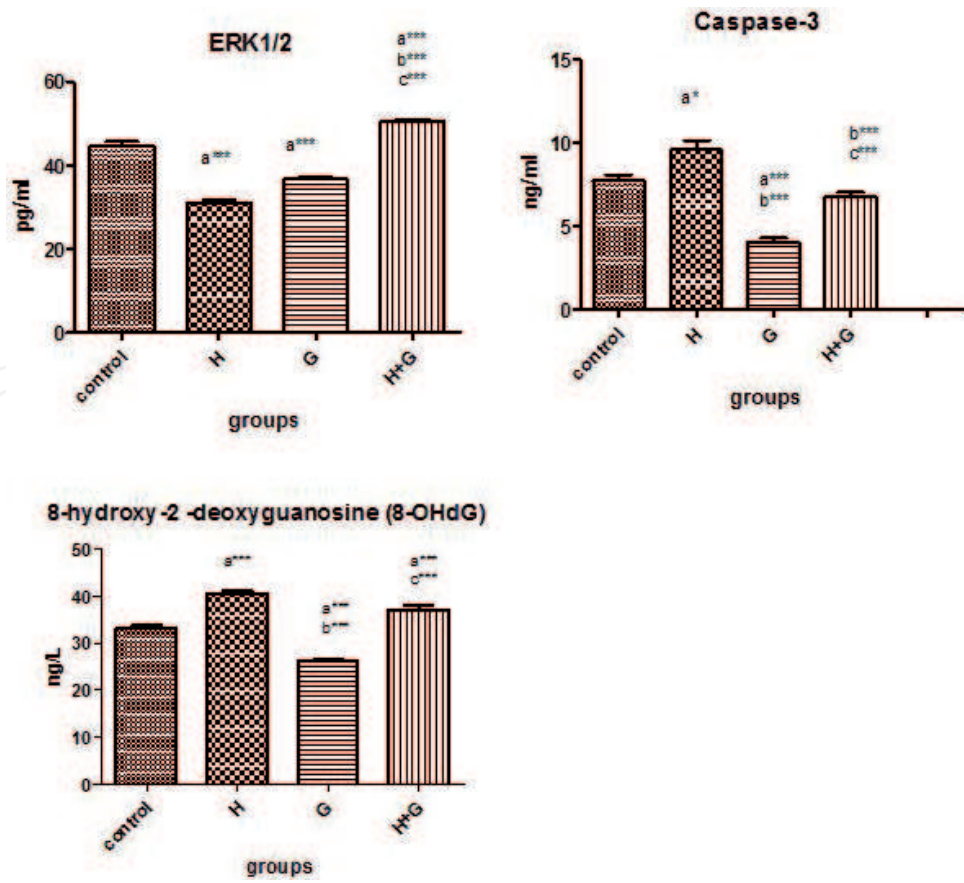 ERK1/2
a***
b***
c***
60
40
20
0
pg/ml
a***
a***
control
H
G
H+G
groups
Caspase-3
15
10
5
0
ng/ml
a*
a***
b***
b***
c***
control
H
G
H+G
groups
8-hydroxy-2 -deoxyguanosine (8-OHdG)
50
40
30
20
10
0
ng/L
a***
a***
b***
a***
c***
control
H
G
H+G
groups